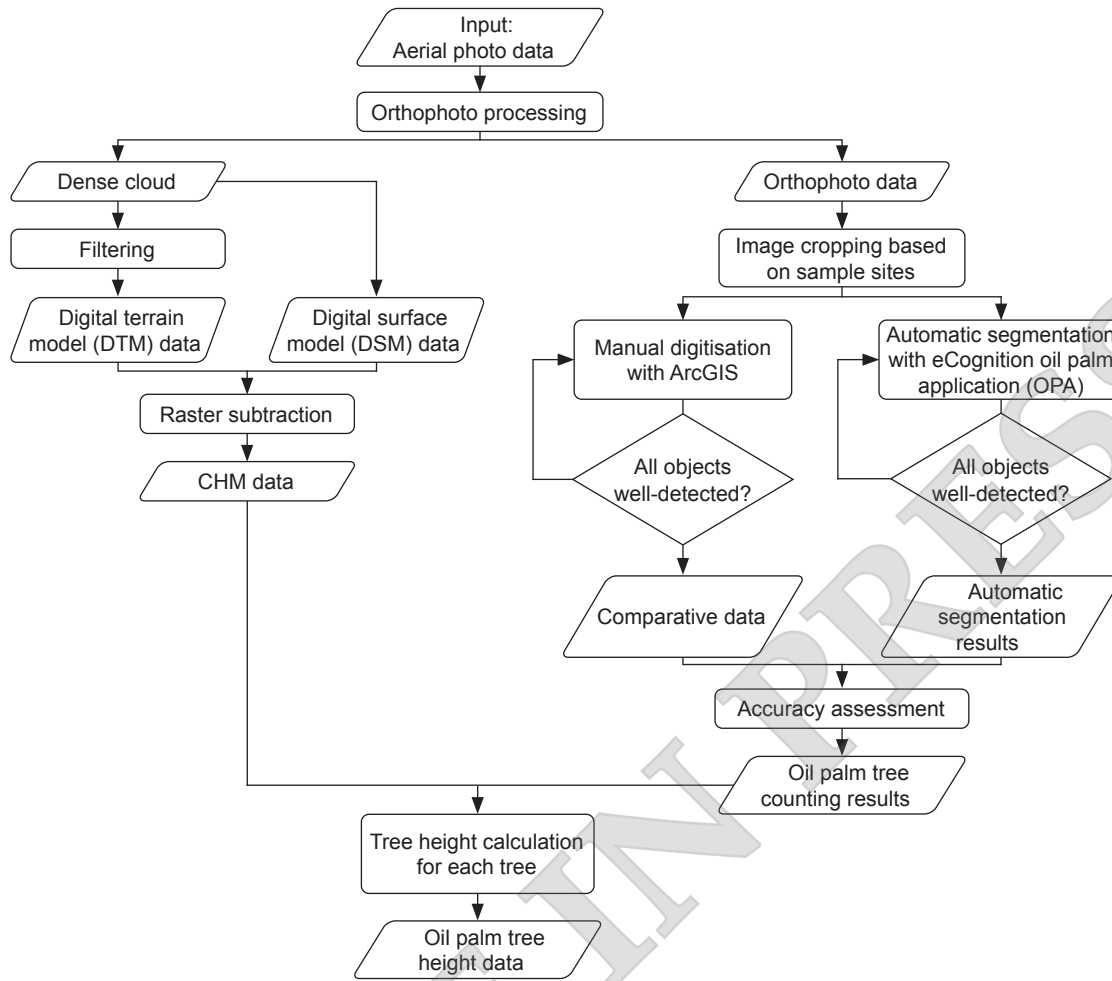 Input:
Aerial photo data
Orthophoto processing
Dense cloud
Orthophoto data
Filtering
Image cropping based
on sample sites
Digital terrain
model (DTM) data
Digital surface
model (DSM) data
Manual digitisation
with ArcGIS
Automatic segmentation
with eCognition oil palm
application (OPA)
Raster subtraction
CHM data
All objects
well-detected?
All objects
well-detected?
Comparative data
Automatic
segmentation
results
Accuracy assessment
Oil palm tree
counting results
Tree height calculation
for each tree
Oil palm tree
height data
IN PRESS